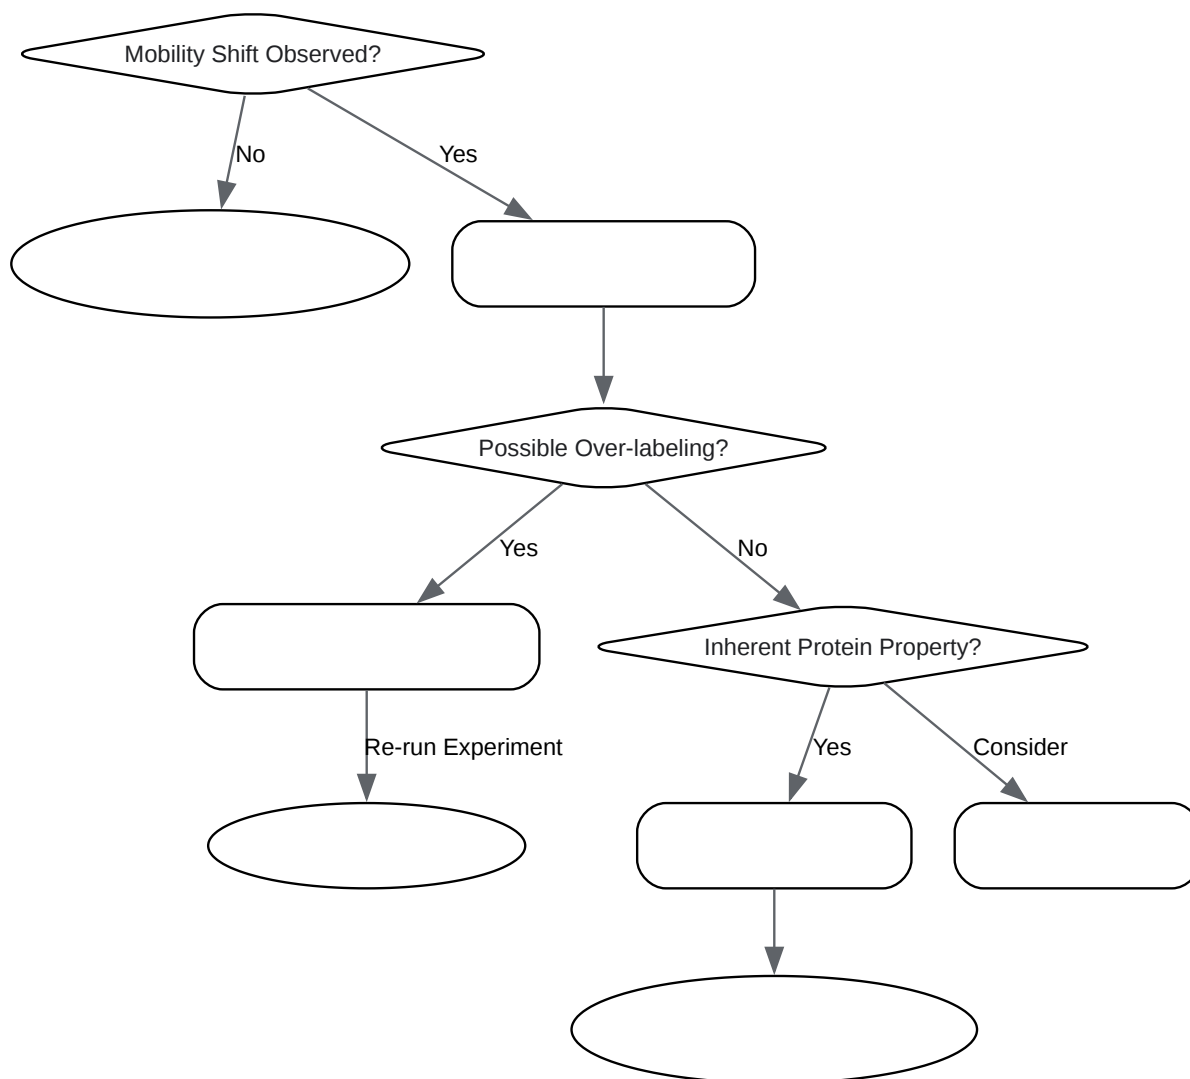 Mobility Shift Observed?
No
Yes
Possible Over-labeling?
Yes
No
Inherent Protein Property?
Re-run Experiment
Yes
Consider